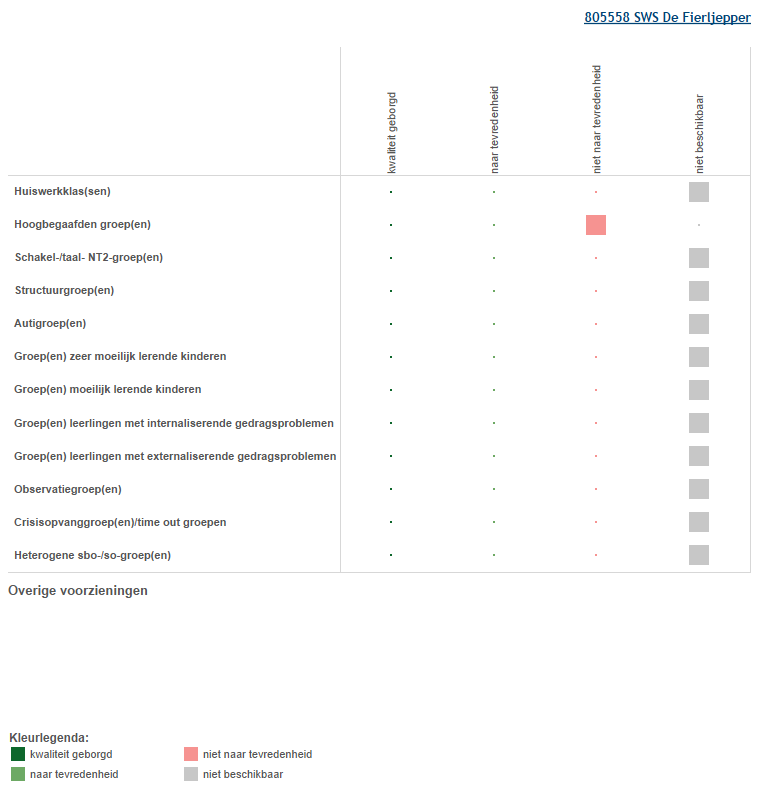 805558 SWS De Fierljepper
kwaliteit geborgd
naar tevredenheid
niet naar tevredenheid
niet beschikbaar
Huiswerkklas(sen)
Hoogbegaafden groep(en)
Schakel-/taal- NT2-groep(en)
Structuurgroep(en)
Autigroep(en)
Groep(en) zeer moeilijk lerende kinderen
Groep(en) moeilijk lerende kinderen
Groep(en) leerlingen met internaliserende gedragsproblemen
Groep(en) leerlingen met externaliserende gedragsproblemen
Observatiegroep(en)
Crisisopvanggroep(en)/time out groepen
Heterogene sbo-/so-groep(en)
Overige voorzieningen
Kleurlegenda:
kwaliteit geborgd
niet naar tevredenheid
naar tevredenheid
niet beschikbaar